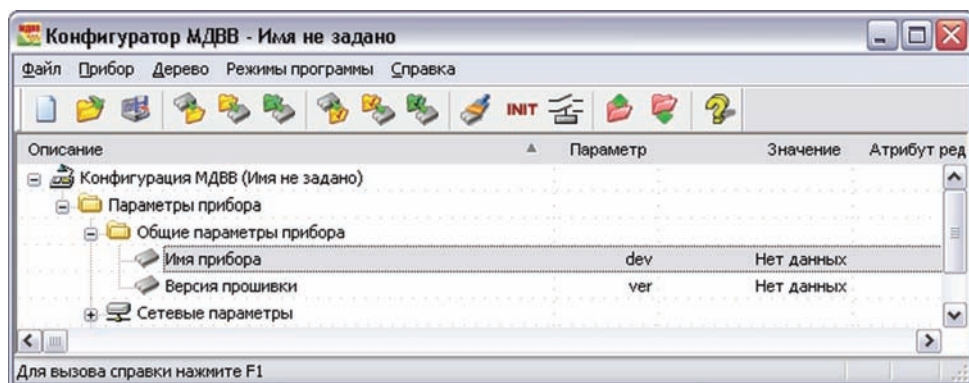 МДВВ
Конфигуратор МДВВ - Имя не задано
Файл Прибор Дерево Режимы программы Справка
INIT
Описание Параметр Значение Атрибут ред
Конфигурация МДВВ (Имя не задано)
Параметры прибора
Общие параметры прибора
Имя прибора dev Нет данных
Версия прошивки ver Нет данных
Сетевые параметры
Для вызова справки нажмите F1